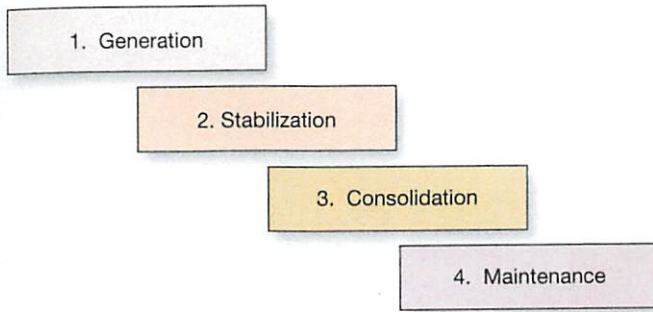 1. Generation
2. Stabilization
3. Consolidation
4. Maintenance